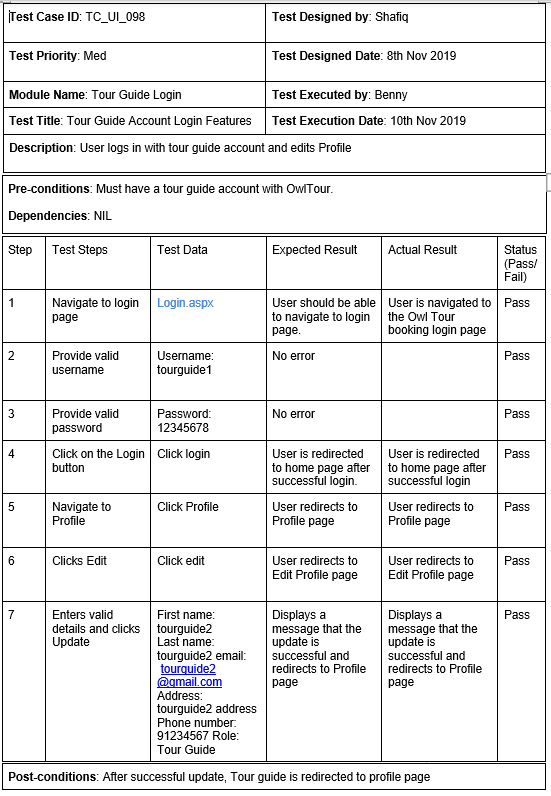 Test Case ID: TC_UI_098
Test Designed by: Shafiq
Test Priority: Med
Test Designed Date: 8th Nov 2019
Module Name: Tour Guide Login
Test Executed by: Benny
Test Title: Tour Guide Account Login Features
Test Execution Date: 10th Nov 2019
Description: User logs in with tour guide account and edits Profile
Pre-conditions: Must have a tour guide account with OwlTour.
Dependencies: NIL
Step
Test Steps
Test Data
Expected Result
Actual Result
Status
(Pass/
Fail)
1
Navigate to login
page
Login.aspx
User should be able
to navigate to login
page.
User is navigated to
the Owl Tour
booking login page
Pass
2
Provide valid
username
Username:
tourguide1
No error
Pass
3
Provide valid
password
Password:
12345678
No error
Pass
4
Click on the Login
button
Click login
User is redirected
to home page after
successful login.
User is redirected
to home page after
successful login
Pass
5
Navigate to
Profile
Click Profile
User redirects to
Profile page
User redirects to
Profile page
Pass
6
Clicks Edit
Click edit
User redirects to
Edit Profile page
User redirects to
Edit Profile page
Pass
7
Enters valid
details and clicks
Update
First name:
tourguide2
Last name:
tourguide2 email:
tourguide2
@gmail.com
Address:
tourguide2 address
Phone number:
91234567 Role:
Tour Guide
Displays a
message that the
update is
successful and
redirects to Profile
page
Displays a
message that the
update is
successful and
redirects to Profile
page
Pass
Post-conditions: After successful update, Tour guide is redirected to profile page